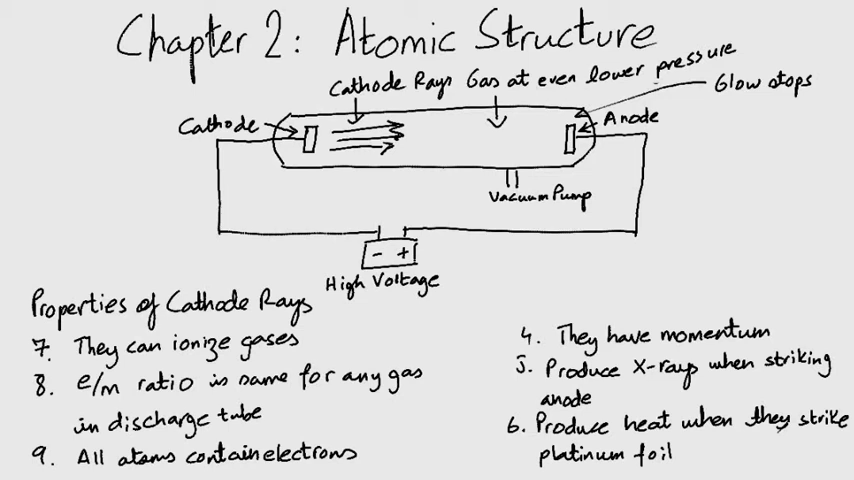 Chapter 2: Atomic Structure
Cathode Rays
Gas at even lower pressure
Glow stops
Cathode
Anode
Vacuum Pump
- +
High Voltage
Properties of Cathode Rays
7. They can ionize gases
8. e/m ratio is same for any gas
in discharge tube
9. All atoms contain electrons
4. They have momentum
5. Produce X-rays when striking
anode
6. Produce heat when they strike
platinum foil